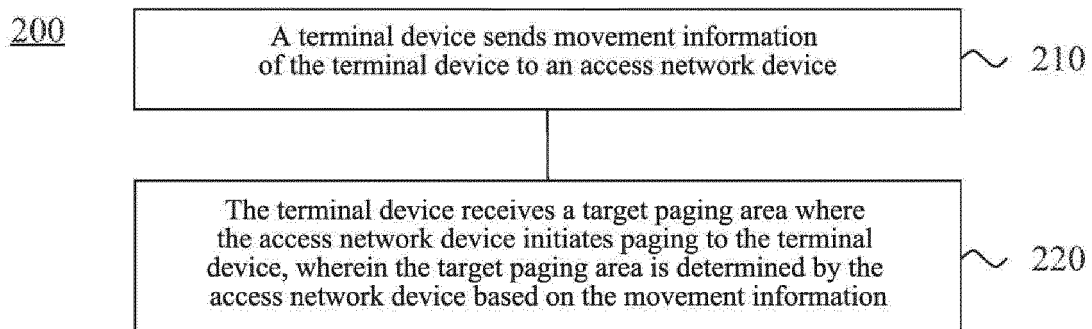 200
A terminal device sends movement information
of the terminal device to an access network device
210
The terminal device receives a target paging area where
the access network device initiates paging to the terminal
device, wherein the target paging area is determined by the
access network device based on the movement information
220